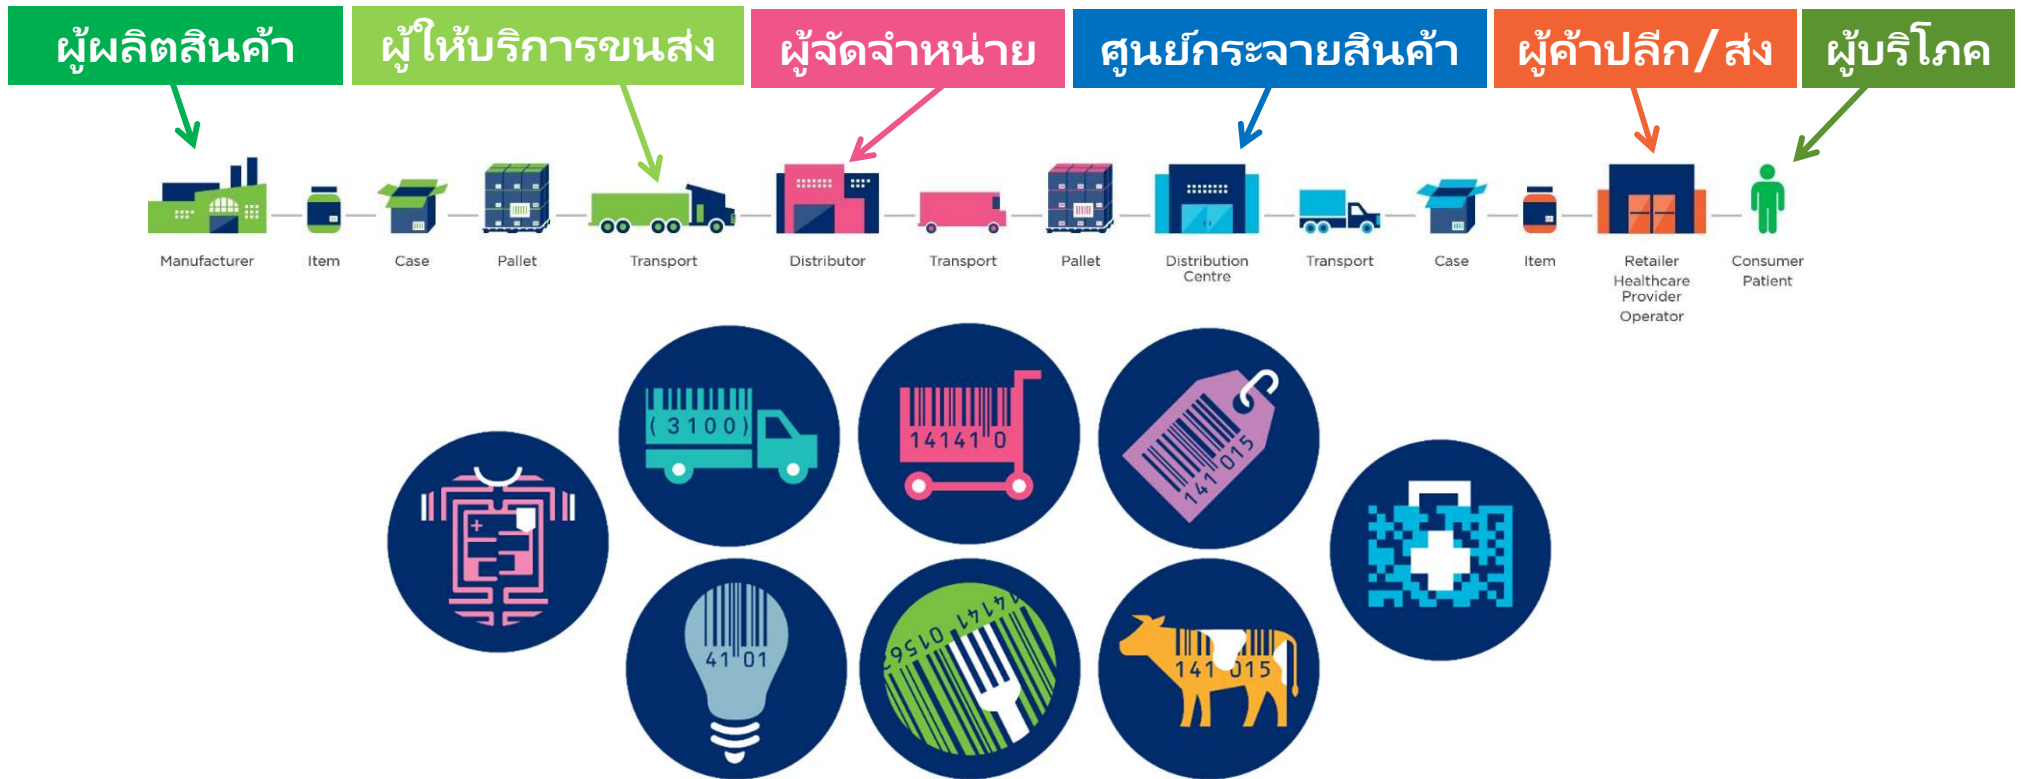 ผู้ผลิตสินค้า
ผู้ให้บริการขนส่ง
ผู้จัดจำหน่าย
ศูนย์กระจายสินค้า
ผู้ค้าปลีก/ส่ง
ผู้บริโภค
Manufacturer
Item
Case
Pallet
Transport
Distributor
Transport
Pallet
Distribution
Centre
Transport
Case
Item
Retailer
Healthcare
Provider
Operator
Consumer
Patient
(3100)
14141 0
141 015
41 01
14141 0156
141 015